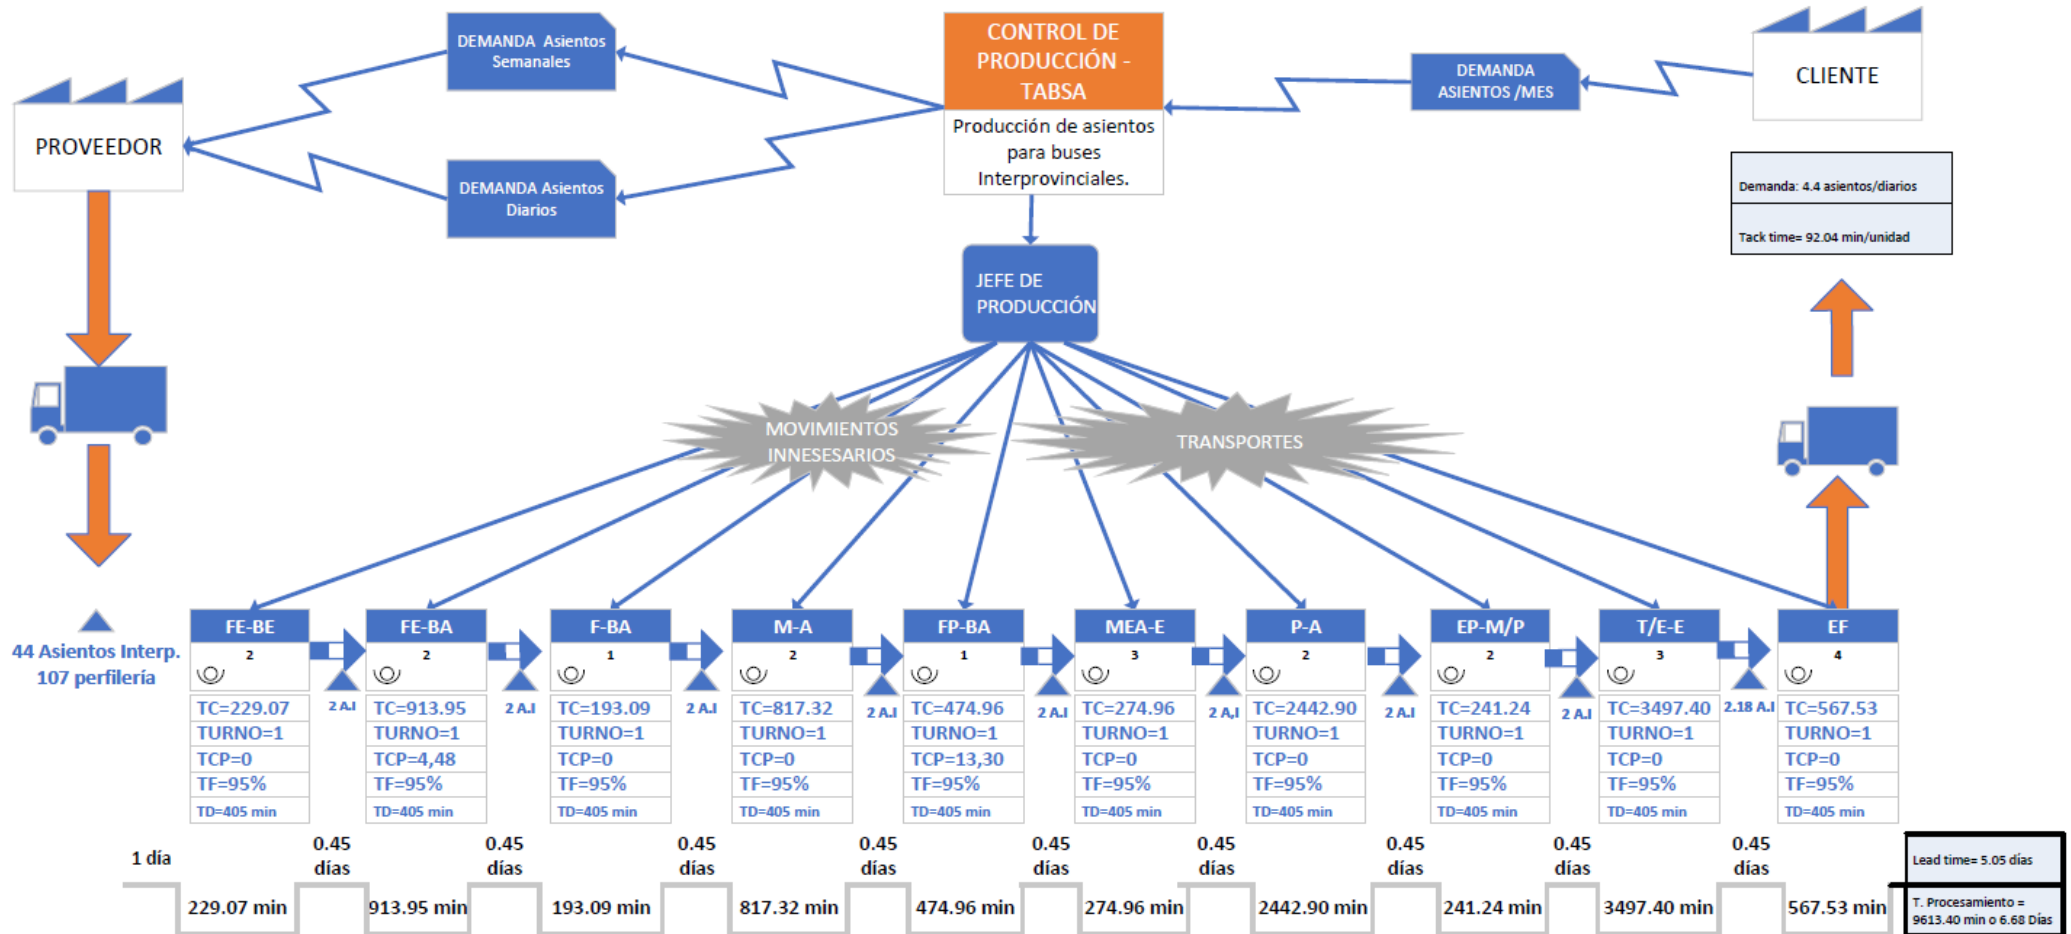 DEMANDA Asientos
Semanales
CONTROL DE
PRODUCCIÓN -
TABSA
Producción de asientos
para buses
Interprovinciales.
DEMANDA
ASIENTOS /MES
CLIENTE
PROVEEDOR
DEMANDA Asientos
Diarios
Demanda: 4.4 asientos/diarios
Tack time= 92.04 min/unidad
JEFE DE
PRODUCCIÓN
MOVIMIENTOS
INNESESARIOS
TRANSPORTES
44 Asientos Interp.
107 perfilería
FE-BE
2
TC=229.07
TURNO=1
TCP=0
TF=95%
TD=405 min
2 A.I
FE-BA
2
TC=913.95
TURNO=1
TCP=4,48
TF=95%
TD=405 min
2 A.I
F-BA
1
TC=193.09
TURNO=1
TCP=0
TF=95%
TD=405 min
2 A.I
M-A
2
TC=817.32
TURNO=1
TCP=0
TF=95%
TD=405 min
2 A.I
FP-BA
1
TC=474.96
TURNO=1
TCP=13,30
TF=95%
TD=405 min
2 A.I
MEA-E
3
TC=274.96
TURNO=1
TCP=0
TF=95%
TD=405 min
2 A,I
P-A
2
TC=2442.90
TURNO=1
TCP=0
TF=95%
TD=405 min
2 A.I
EP-M/P
2
TC=241.24
TURNO=1
TCP=0
TF=95%
TD=405 min
2 A.I
T/E-E
3
TC=3497.40
TURNO=1
TCP=0
TF=95%
TD=405 min
2.18 A.I
EF
4
TC=567.53
TURNO=1
TCP=0
TF=95%
TD=405 min
1 día
0.45
días
0.45
días
0.45
días
0.45
días
0.45
días
0.45
días
0.45
días
0.45
días
0.45
días
229.07 min
913.95 min
193.09 min
817.32 min
474.96 min
274.96 min
2442.90 min
241.24 min
3497.40 min
567.53 min
Lead time= 5.05 días
T. Procesamiento =
9613.40 min o 6.68 Días